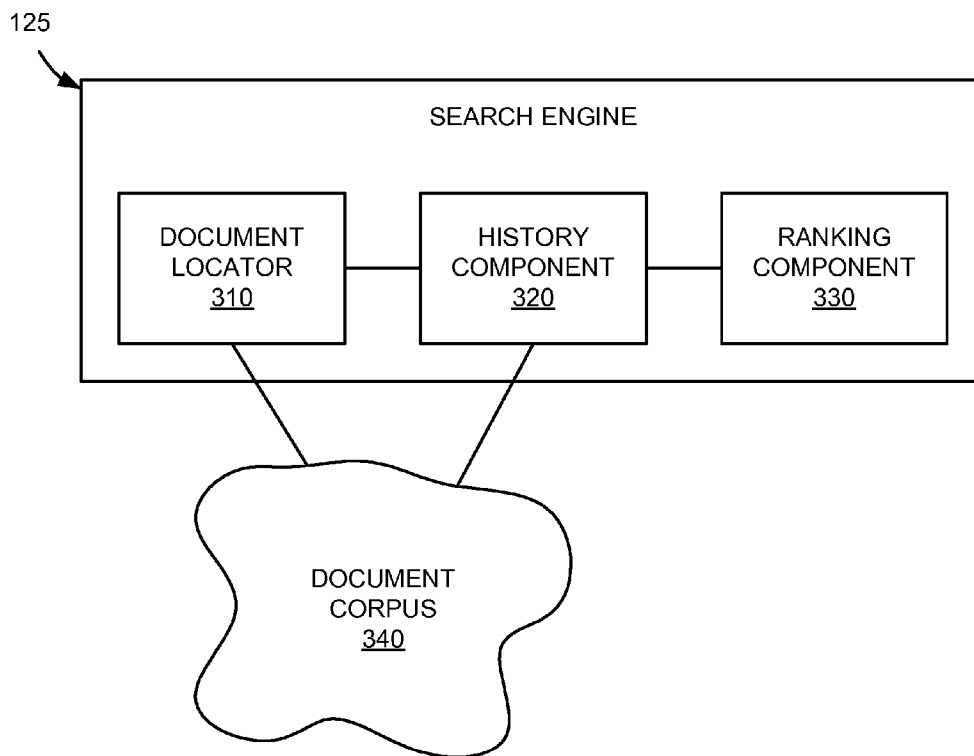 125
SEARCH ENGINE
DOCUMENT
LOCATOR
310
HISTORY
COMPONENT
320
RANKING
COMPONENT
330
DOCUMENT
CORPUS
340